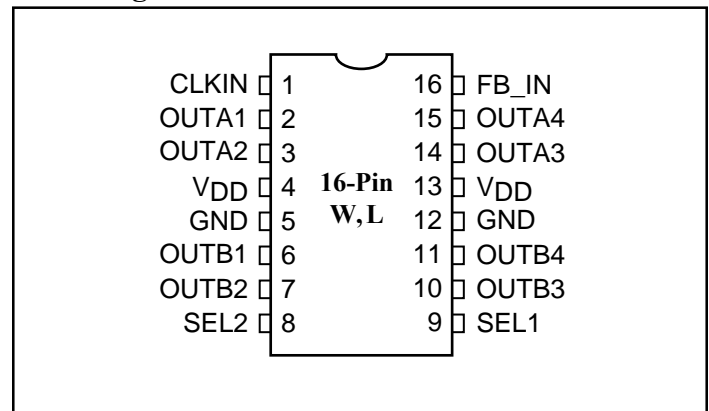 CLKIN 1 16 FB_IN
OUTA1 2 15 OUTA4
OUTA2 3 14 OUTA3
VDD 4 16-Pin 13 VDD
GND 5 W, L 12 GND
OUTB1 6 11 OUTB4
OUTB2 7 10 OUTB3
SEL2 8 9 SEL1